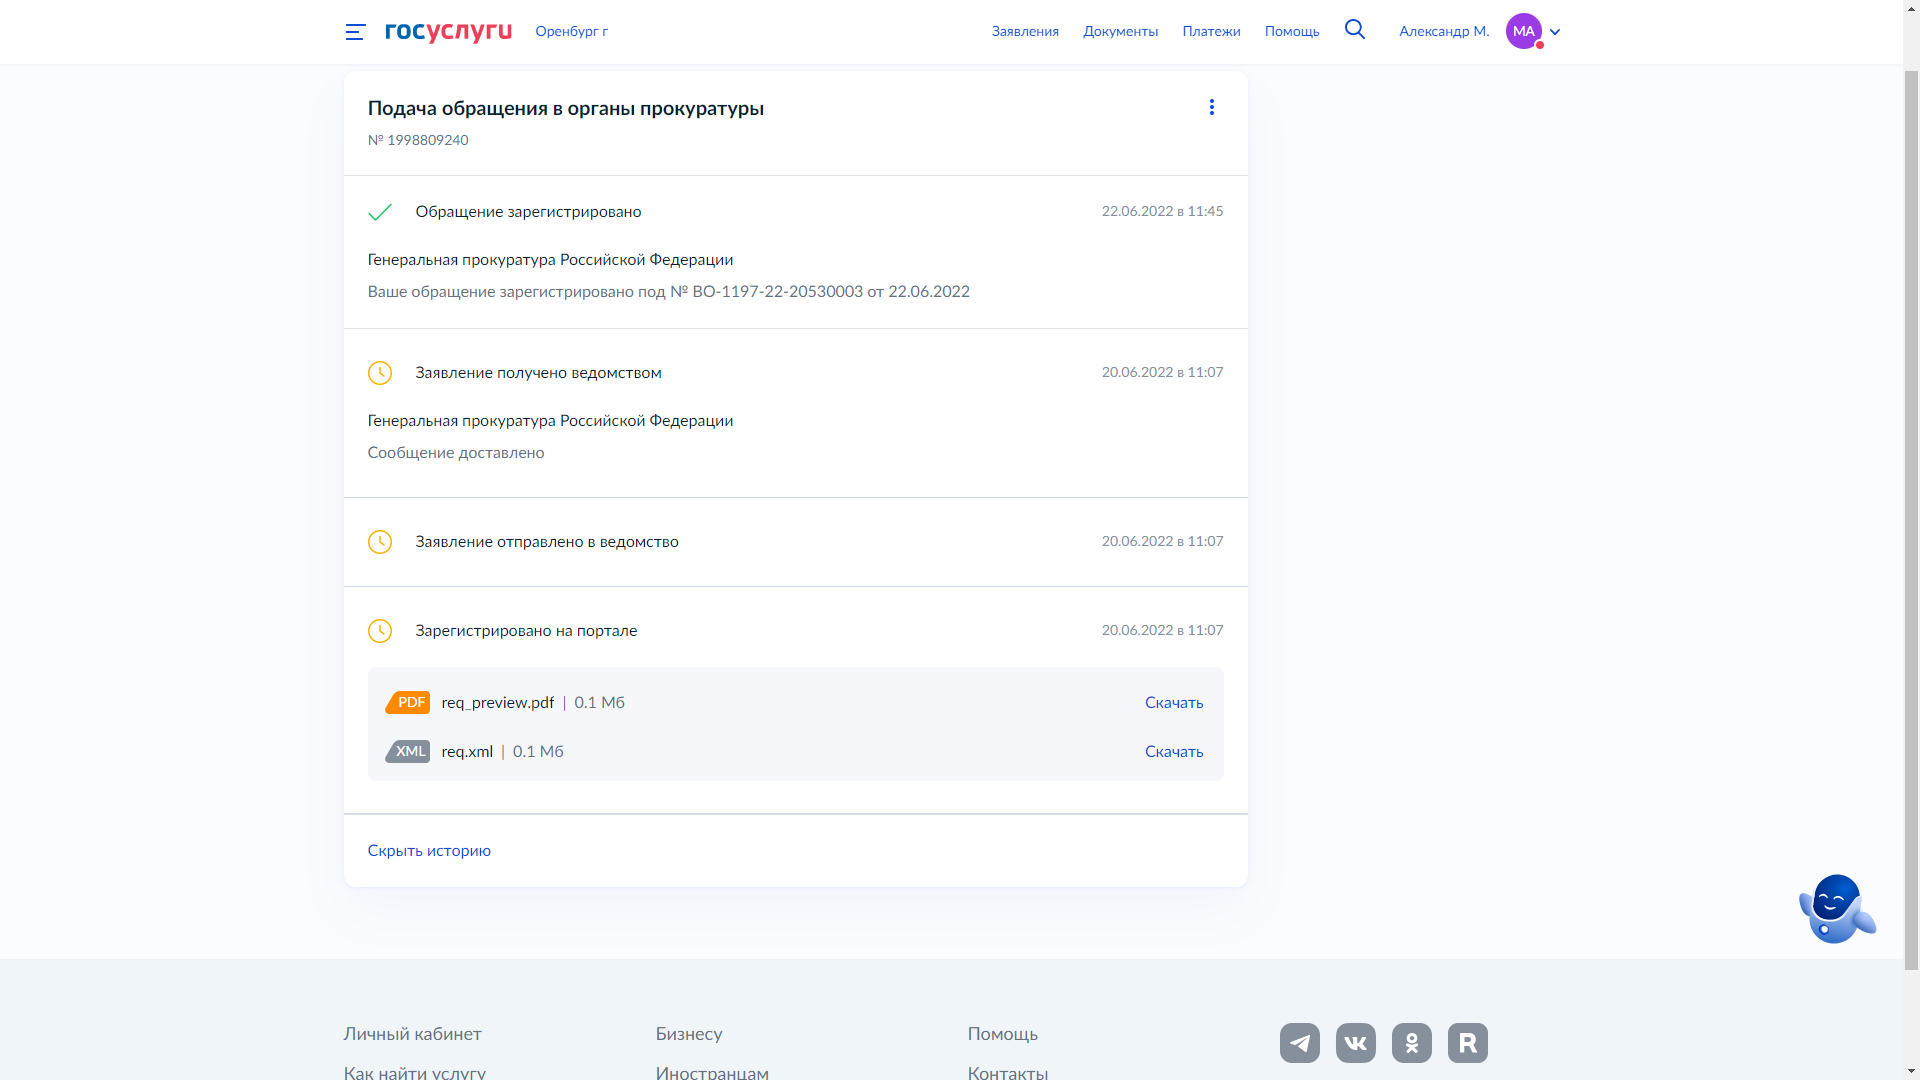 госуслуги
Оренбург г
Заявления
Документы
Платежи
Помощь
Александр М.
МА
Подача обращения в органы прокуратуры
№ 1998809240
Обращение зарегистрировано
22.06.2022 в 11:45
Генеральная прокуратура Российской Федерации
Ваше обращение зарегистрировано под № ВО-1197-22-20530003 от 22.06.2022
Заявление получено ведомством
20.06.2022 в 11:07
Генеральная прокуратура Российской Федерации
Сообщение доставлено
Заявление отправлено в ведомство
20.06.2022 в 11:07
Зарегистрировано на портале
20.06.2022 в 11:07
PDF req_preview.pdf | 0.1 Мб
Скачать
XML req.xml | 0.1 Мб
Скачать
Скрыть историю
Личный кабинет
Бизнесу
Помощь
Как найти услугу
Иностранцам
Контакты